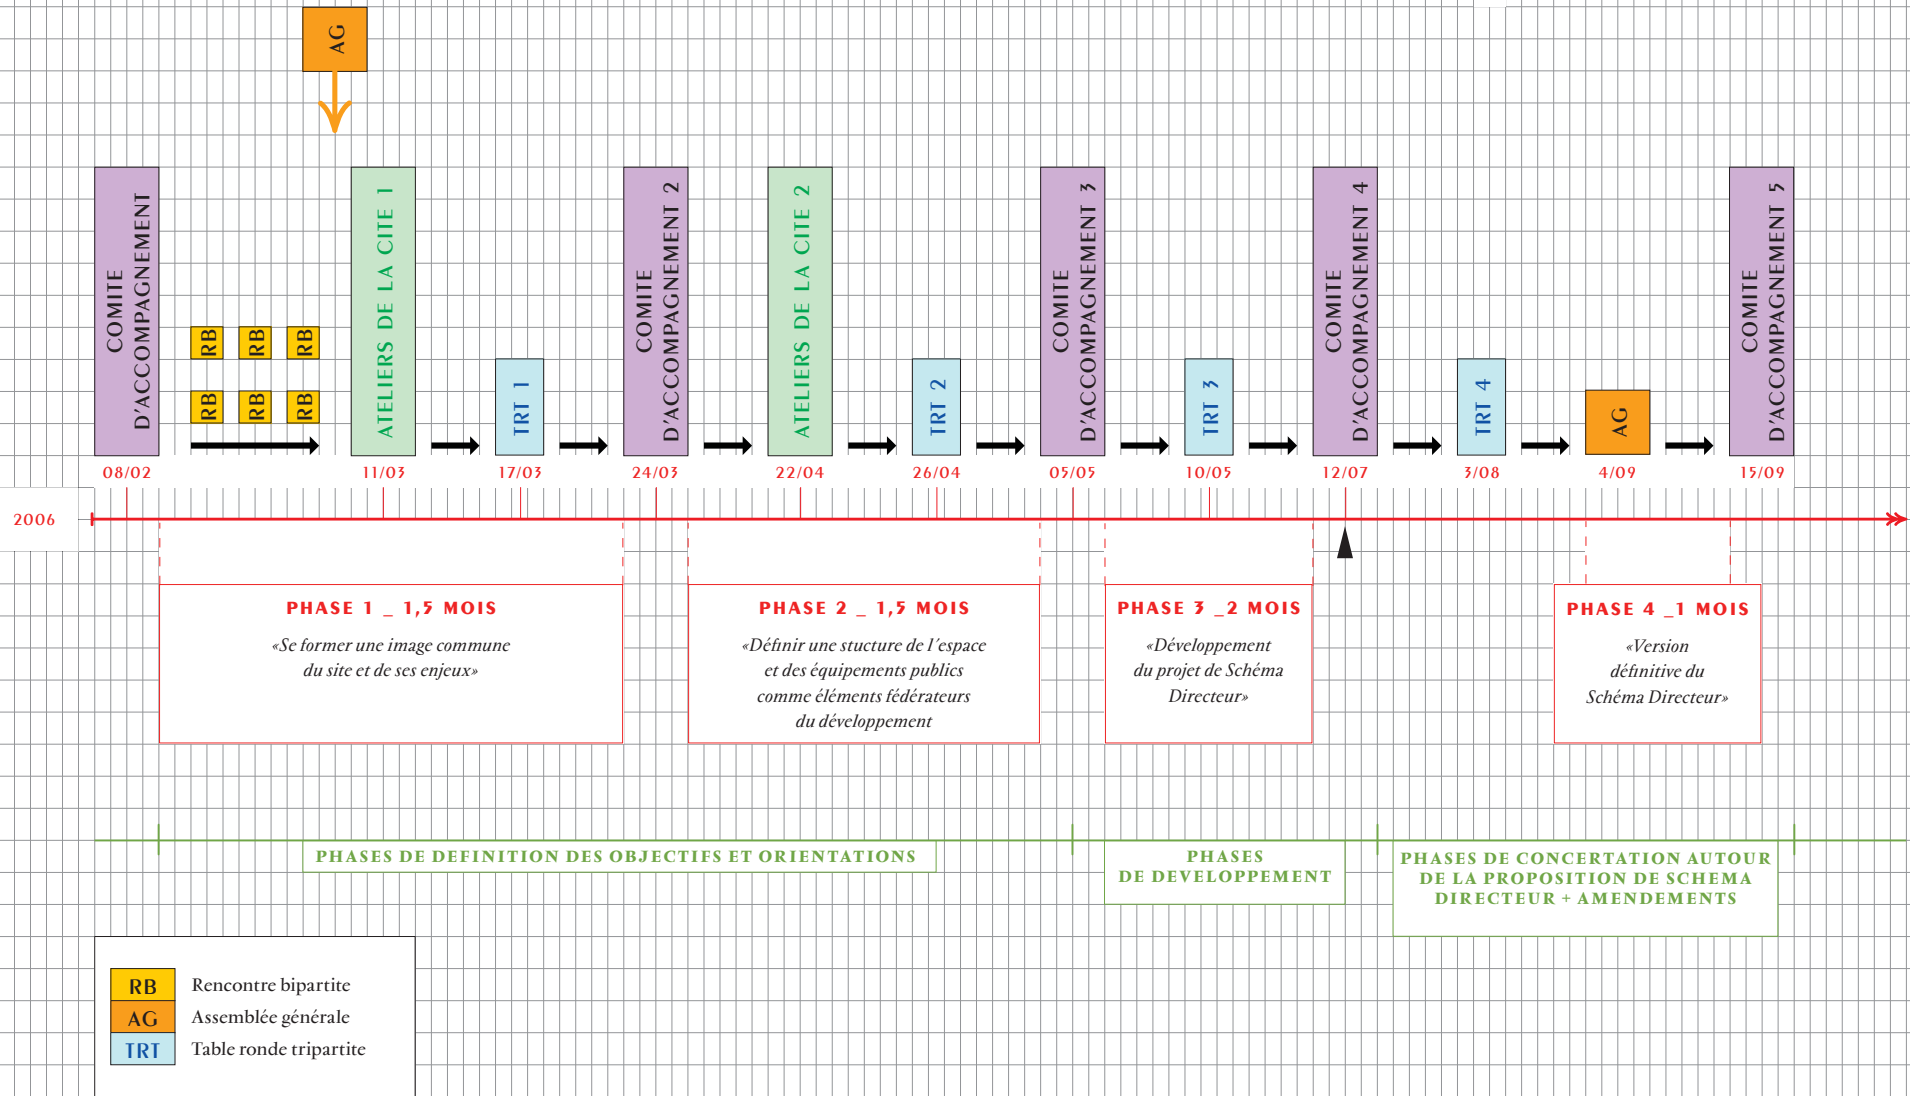 AG
COMITE
D'ACCOMPAGNEMENT
RB RB RB
RB RB RB
ATELIERS DE LA CITE 1
TRT 1
COMITE
D'ACCOMPAGNEMENT 2
ATELIERS DE LA CITE 2
TRT 2
COMITE
D'ACCOMPAGNEMENT 3
TRT 3
COMITE
D'ACCOMPAGNEMENT 4
TRT 4
AG
COMITE
D'ACCOMPAGNEMENT 5
08/02 11/03 17/03 24/03 22/04 26/04 05/05 10/05 12/07 3/08 4/09 15/09
2006
PHASE 1 _ 1,5 MOIS
«Se former une image commune
du site et de ses enjeux»
PHASE 2 _ 1,5 MOIS
«Définir une stucture de l'espace
et des équipements publics
comme éléments fédérateurs
du développement
PHASE 3 _2 MOIS
«Développement
du projet de Schéma
Directeur»
PHASE 4 _1 MOIS
«Version
définitive du
Schéma Directeur»
PHASES DE DEFINITION DES OBJECTIFS ET ORIENTATIONS
PHASES
DE DEVELOPPEMENT
PHASES DE CONCERTATION AUTOUR
DE LA PROPOSITION DE SCHEMA
DIRECTEUR + AMENDEMENTS
RB Rencontre bipartite
AG Assemblée générale
TRT Table ronde tripartite